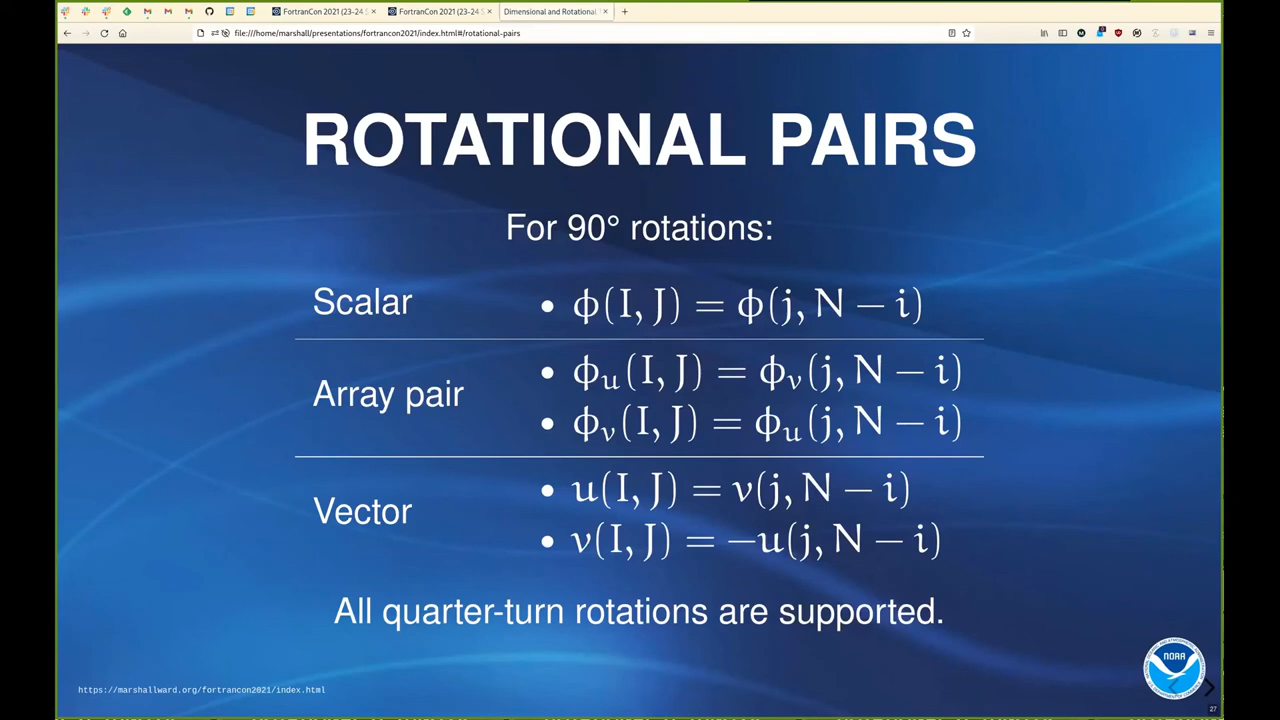 FortranCon 2021 (23-24 S
FortranCon 2021 (23-24 S
Dimensional and Rotational
file:///home/marshall/presentations/fortrancon2021/index.html#/rotational-pairs
ROTATIONAL PAIRS
For 90° rotations:
Scalar
• ϕ(I, J) = ϕ(j, N − i)
Array pair
• ϕᵤ(I, J) = ϕᵥ(j, N − i)
• ϕᵥ(I, J) = ϕᵤ(j, N − i)
Vector
• u(I, J) = v(j, N − i)
• v(I, J) = −u(j, N − i)
All quarter-turn rotations are supported.
NOAA
https://marshallward.org/fortrancon2021/index.html
27